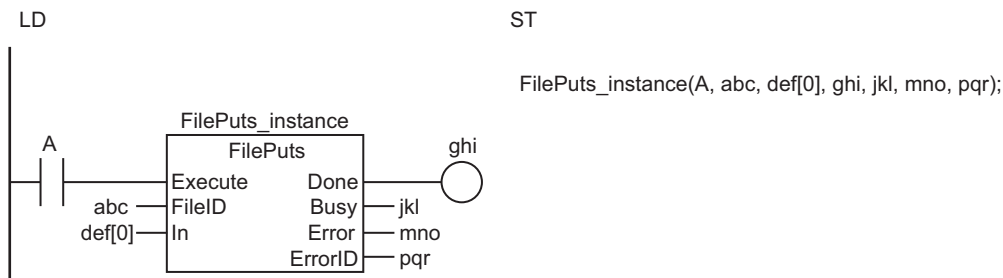 LD
ST
FilePuts_instance(A, abc, def[0], ghi, jkl, mno, pqr);
FilePuts_instance
A
FilePuts
ghi
Execute
Done
abc
FileID
Busy
jkl
def[0]
In
Error
mno
ErrorID
pqr